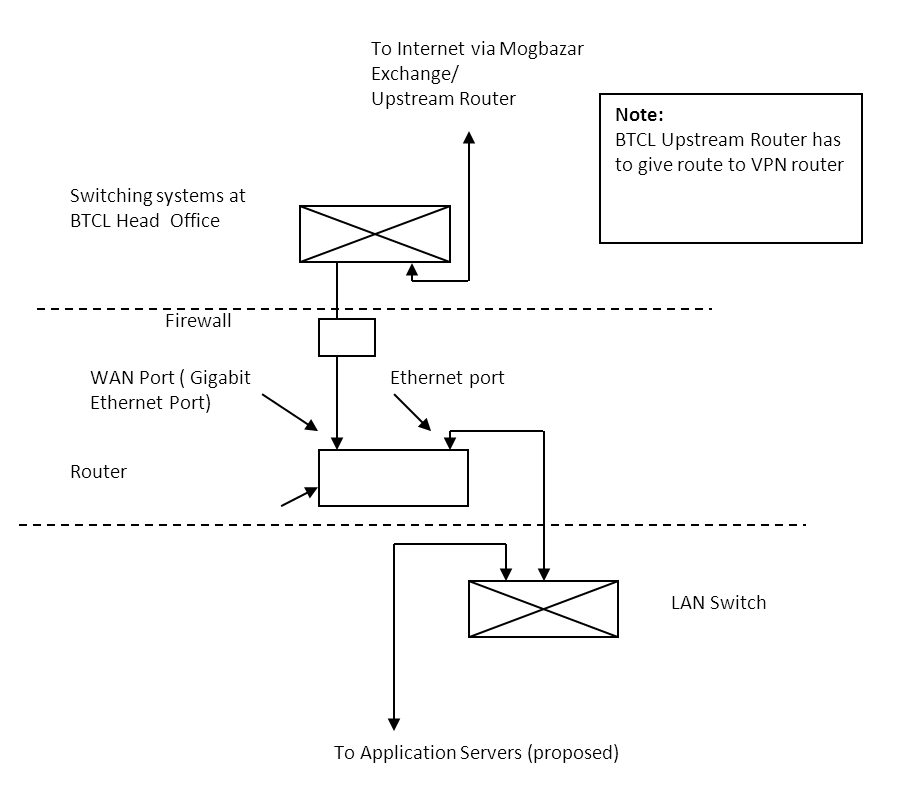 To Internet via Mogbazar
Exchange/
Upstream Router
Note:
BTCL Upstream Router has
to give route to VPN router
Switching systems at
BTCL Head Office
Firewall
WAN Port ( Gigabit
Ethernet Port)
Ethernet port
Router
LAN Switch
To Application Servers (proposed)